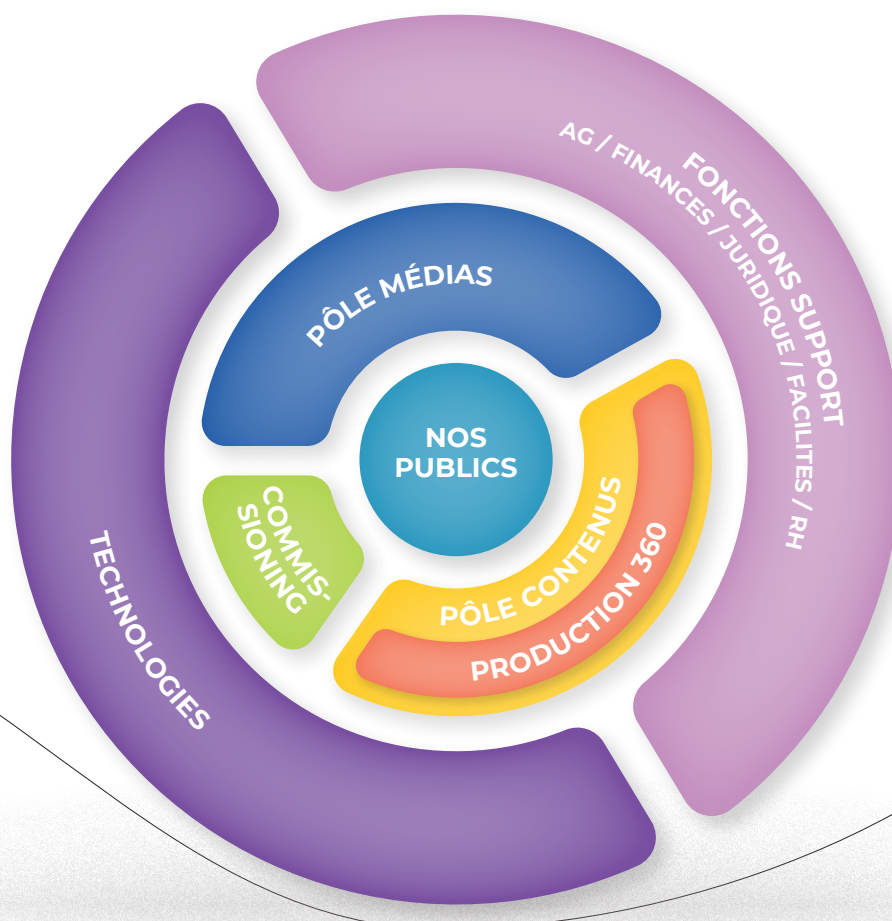 FONCTIONS SUPPORT
AG / FINANCES / JURIDIQUE / FACILITES / RH
PÔLE MÉDIAS
NOS
PUBLICS
COMMIS-
SIONING
PÔLE CONTENUS
PRODUCTION 360
TECHNOLOGIES